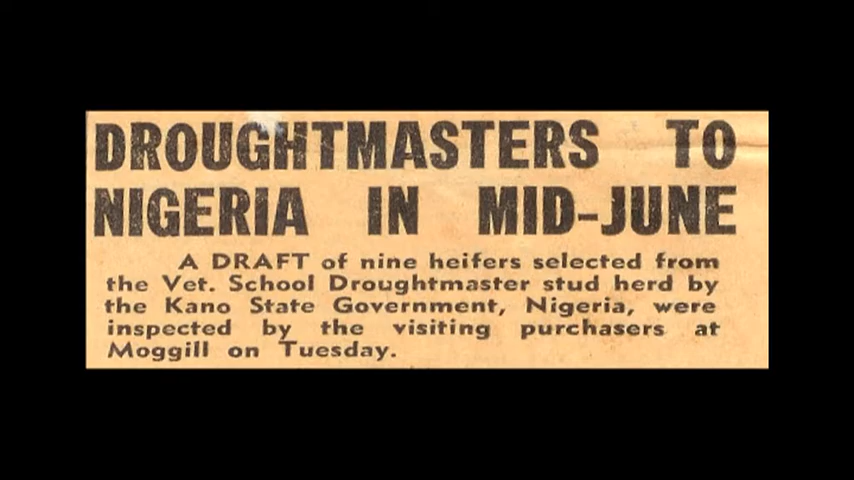 DROUGHTMASTERS TO
NIGERIA IN MID-JUNE
A DRAFT of nine heifers selected from
the Vet. School Droughtmaster stud herd by
the Kano State Government, Nigeria, were
inspected by the visiting purchasers at
Moggill on Tuesday.